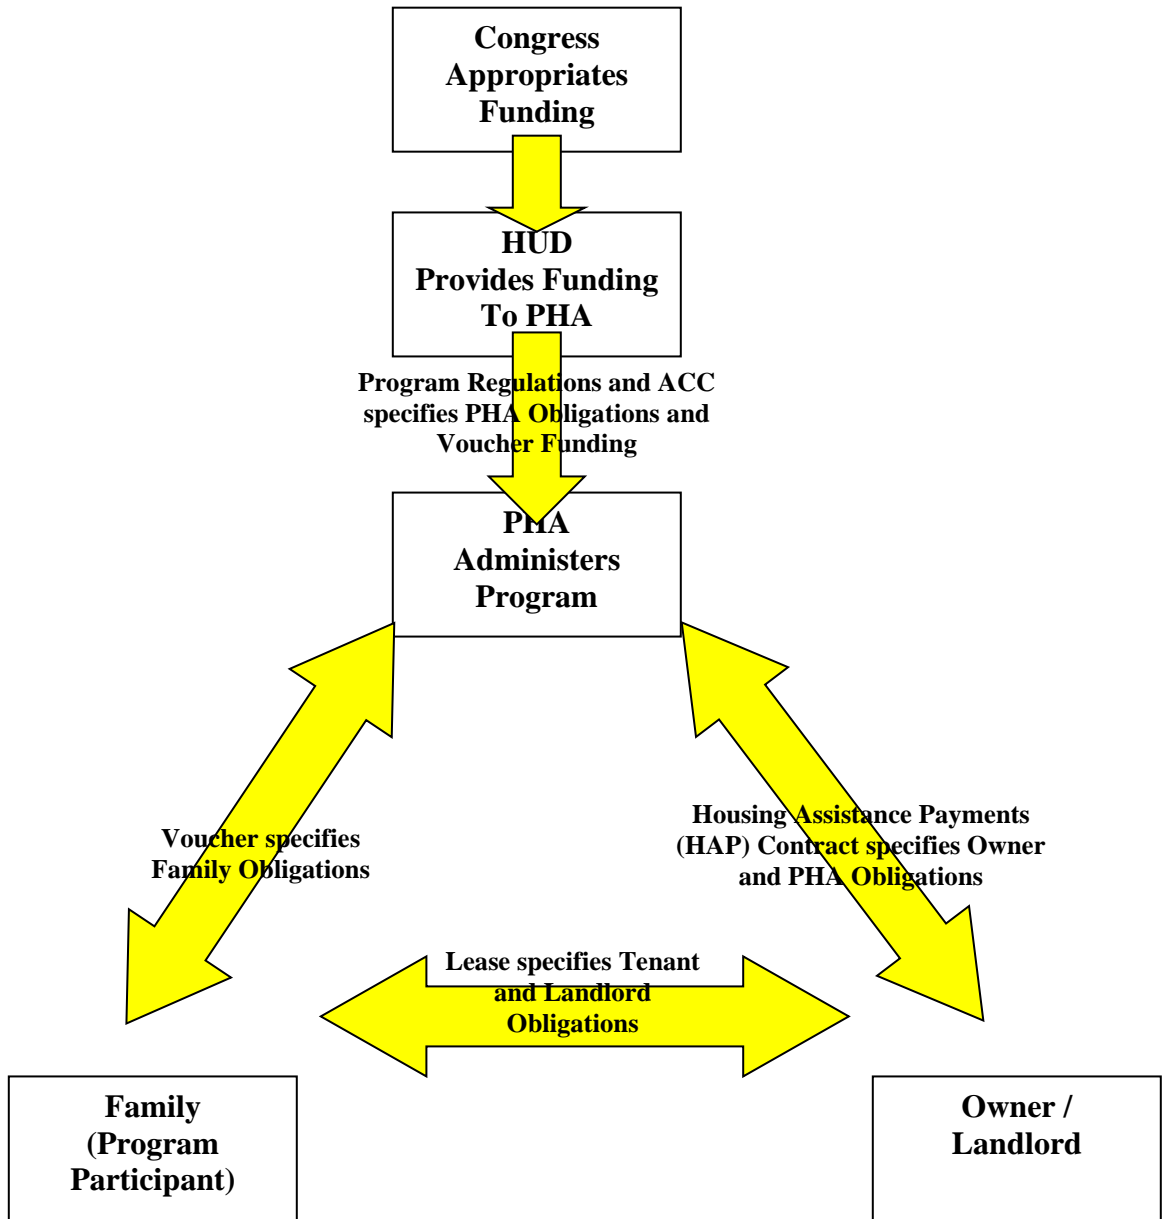 Congress
Appropriates
Funding
HUD
Provides Funding
To PHA
Program Regulations and ACC
specifies PHA Obligations and
Voucher Funding
PHA
Administers
Program
Voucher specifies
Family Obligations
Housing Assistance Payments
(HAP) Contract specifies Owner
and PHA Obligations
Lease specifies Tenant
and Landlord
Obligations
Family
(Program
Participant)
Owner /
Landlord